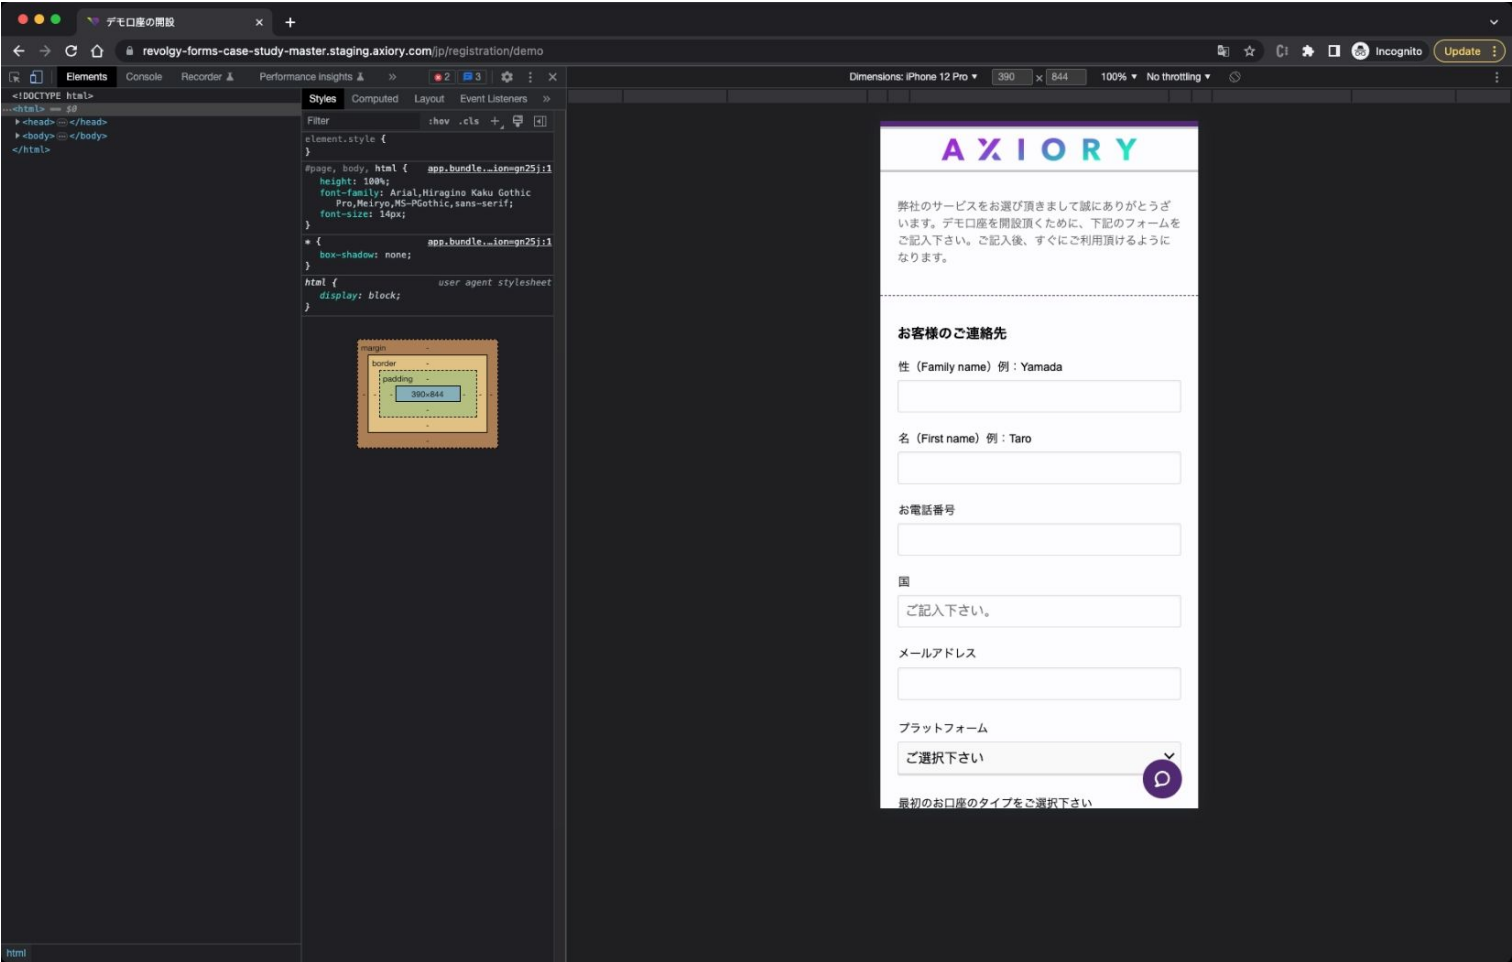 デモ口座の開設
revolgy-forms-case-study-master.staging.axiory.com/jp/registration/demo
Incognito
Update
Elements
Console
Recorder
Performance insights
2
3
Dimensions: iPhone 12 Pro
390
x
844
100%
No throttling
<!DOCTYPE html>
...<html> == $0
<head>…</head>
<body>…</body>
</html>
html
Styles
Computed
Layout
Event Listeners
Filter
:hov
.cls
element.style {
}
#page, body, html {
app.bundle.…ion=gn25j:1
height: 100%;
font-family: Arial,Hiragino Kaku Gothic
Pro,Meiryo,MS-PGothic,sans-serif;
font-size: 14px;
}
* {
app.bundle.…ion=gn25j:1
box-shadow: none;
}
html {
user agent stylesheet
display: block;
}
margin
-
border
-
padding
-
390×844
AXIORY
弊社のサービスをお選び頂きまして誠にありがとうござ
います。デモ口座を開設頂くために、下記のフォームを
ご記入下さい。ご記入後、すぐにご利用頂けるように
なります。
お客様のご連絡先
性（Family name）例：Yamada
名（First name）例：Taro
お電話番号
国
ご記入下さい。
メールアドレス
プラットフォーム
ご選択下さい
最初のお口座のタイプをご選択下さい